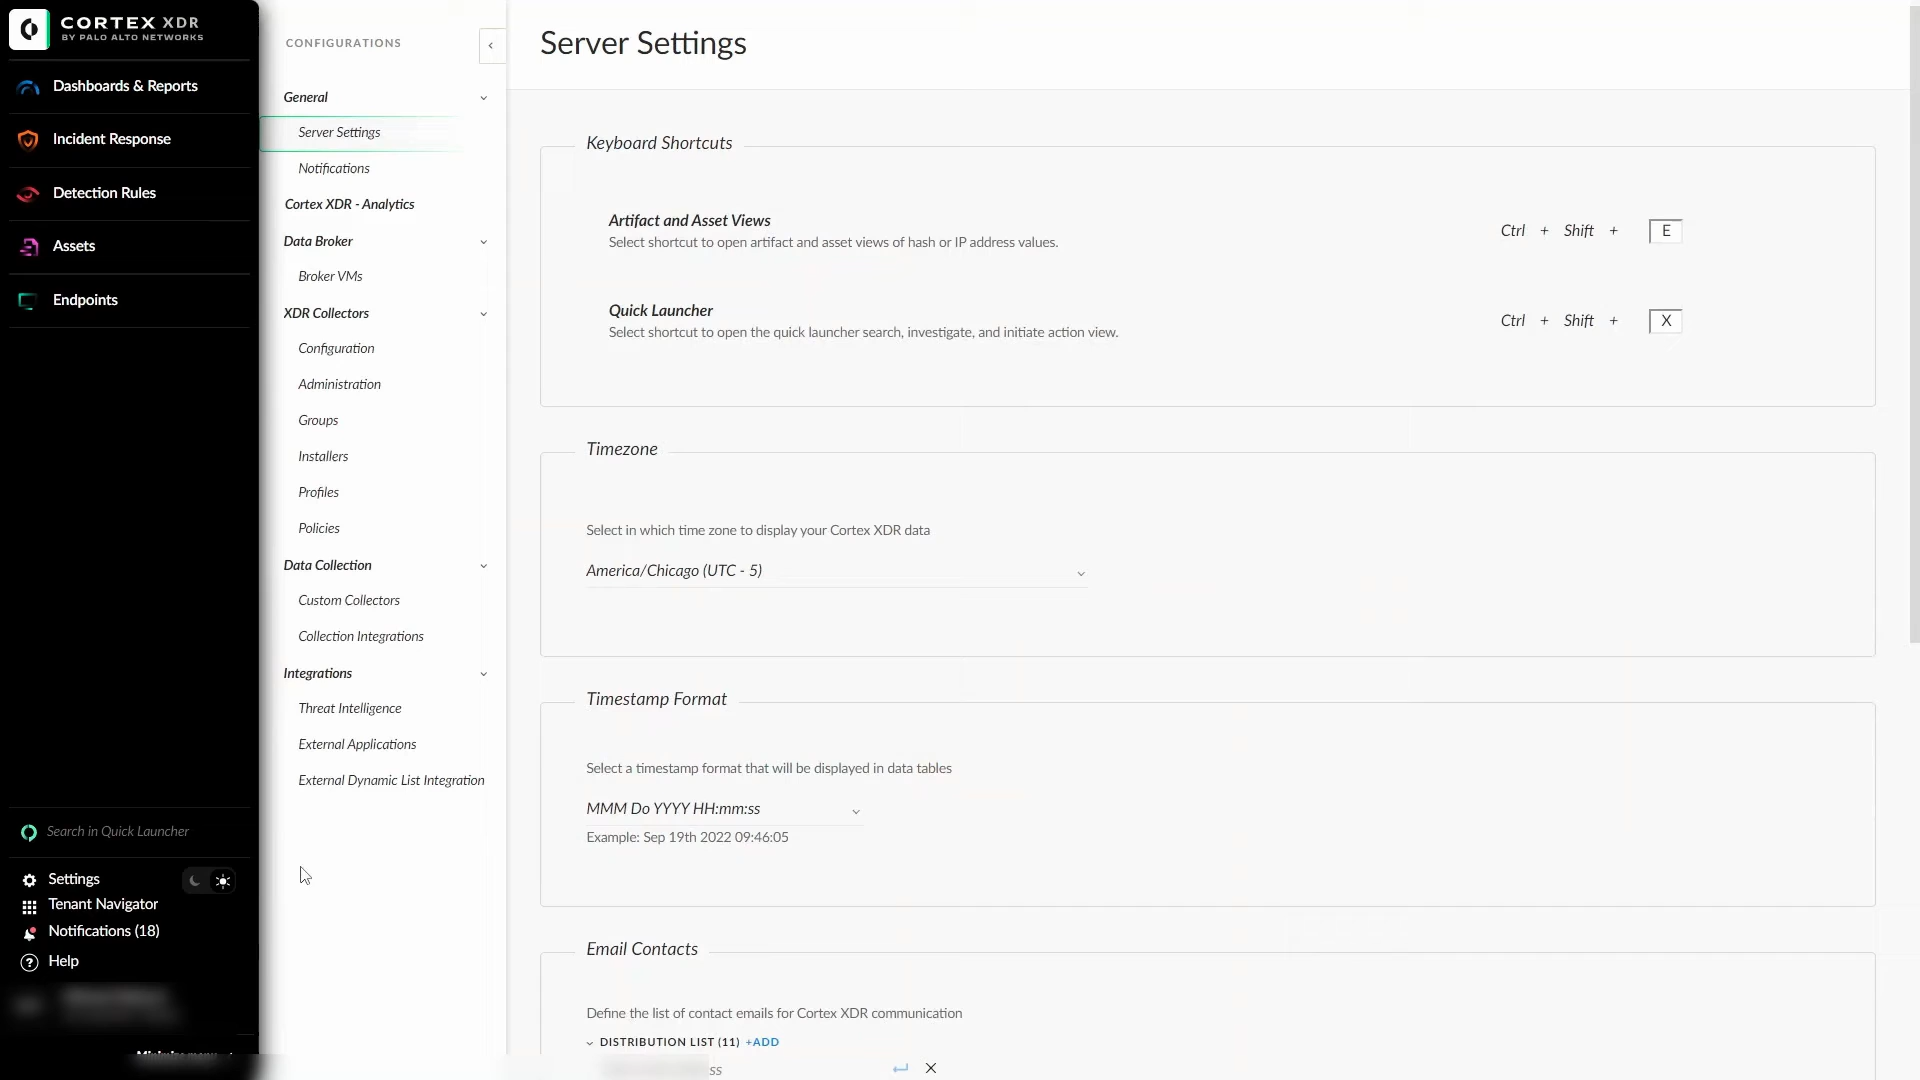 CORTEX XDR
BY PALO ALTO NETWORKS
Dashboards & Reports
Incident Response
Detection Rules
Assets
Endpoints
Search in Quick Launcher
Settings
Tenant Navigator
Notifications (18)
Help
CONFIGURATIONS
General
Server Settings
Notifications
Cortex XDR - Analytics
Data Broker
Broker VMs
XDR Collectors
Configuration
Administration
Groups
Installers
Profiles
Policies
Data Collection
Custom Collectors
Collection Integrations
Integrations
Threat Intelligence
External Applications
External Dynamic List Integration
Server Settings
Keyboard Shortcuts
Artifact and Asset Views
Select shortcut to open artifact and asset views of hash or IP address values.
Ctrl + Shift + E
Quick Launcher
Select shortcut to open the quick launcher search, investigate, and initiate action view.
Ctrl + Shift + X
Timezone
Select in which time zone to display your Cortex XDR data
America/Chicago (UTC - 5)
Timestamp Format
Select a timestamp format that will be displayed in data tables
MMM Do YYYY HH:mm:ss
Example: Sep 19th 2022 09:46:05
Email Contacts
Define the list of contact emails for Cortex XDR communication
DISTRIBUTION LIST (11) +ADD